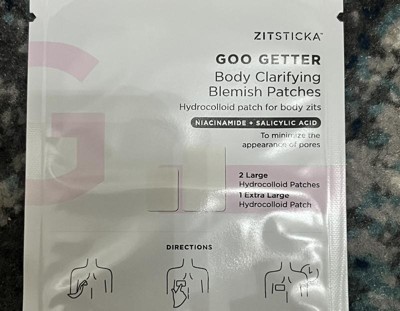 G
ZITSTICKA™
GOO GETTER
Body Clarifying
Blemish Patches
Hydrocolloid patch for body zits
NIACINAMIDE + SALICYLIC ACID
To minimize the
appearance of pores
2 Large
Hydrocolloid Patches
1 Extra Large
Hydrocolloid Patch
DIRECTIONS